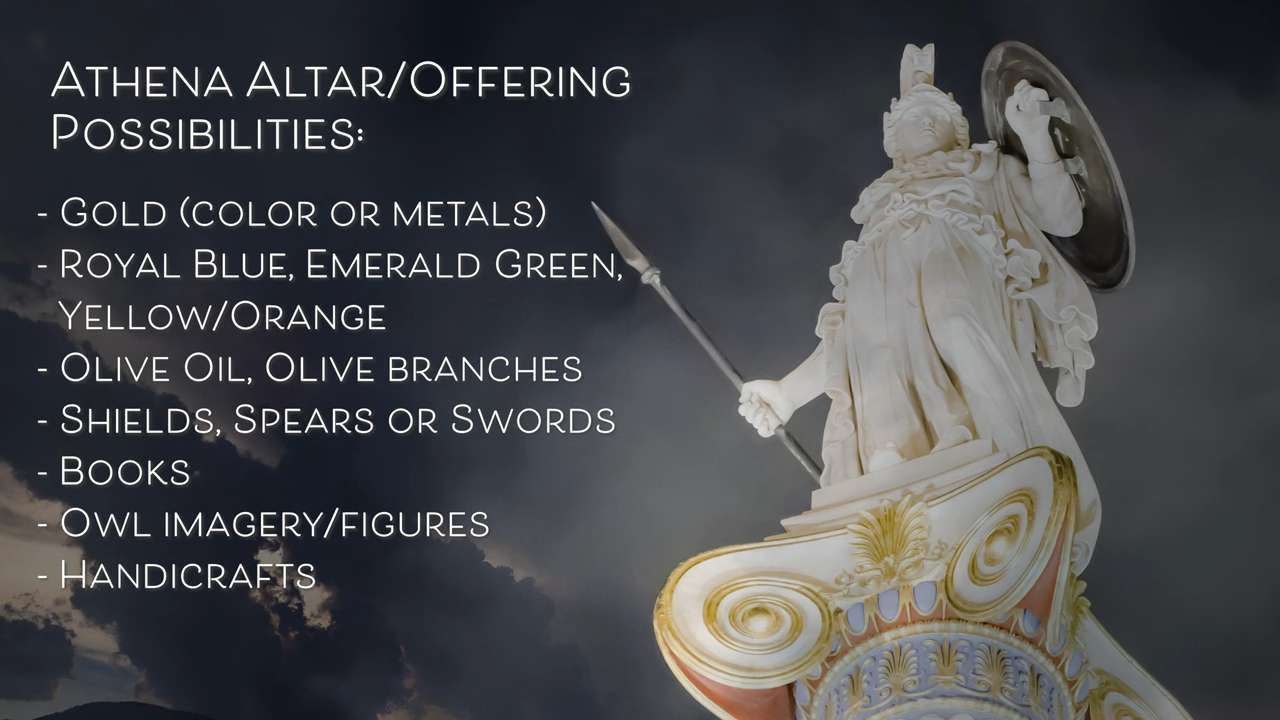 Athena Altar/Offering
Possibilities:
- Gold (color or metals)
- Royal Blue, Emerald Green,
Yellow/Orange
- Olive Oil, Olive branches
- Shields, Spears or Swords
- Books
- Owl imagery/figures
- Handicrafts